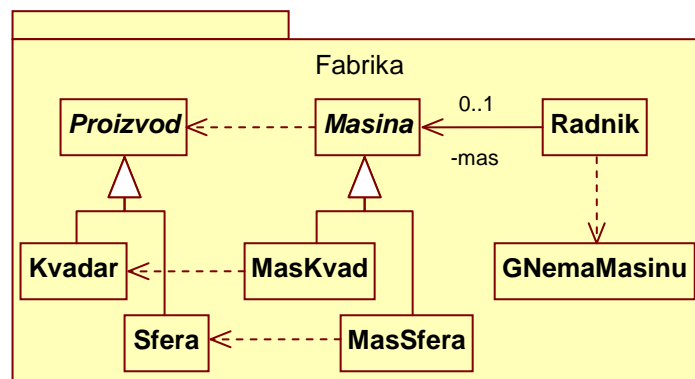 Fabrika
Proizvod
Masina
0..1
-mas
Radnik
Kvadar
MasKvad
GNemaMasinu
Sfera
MasSfera